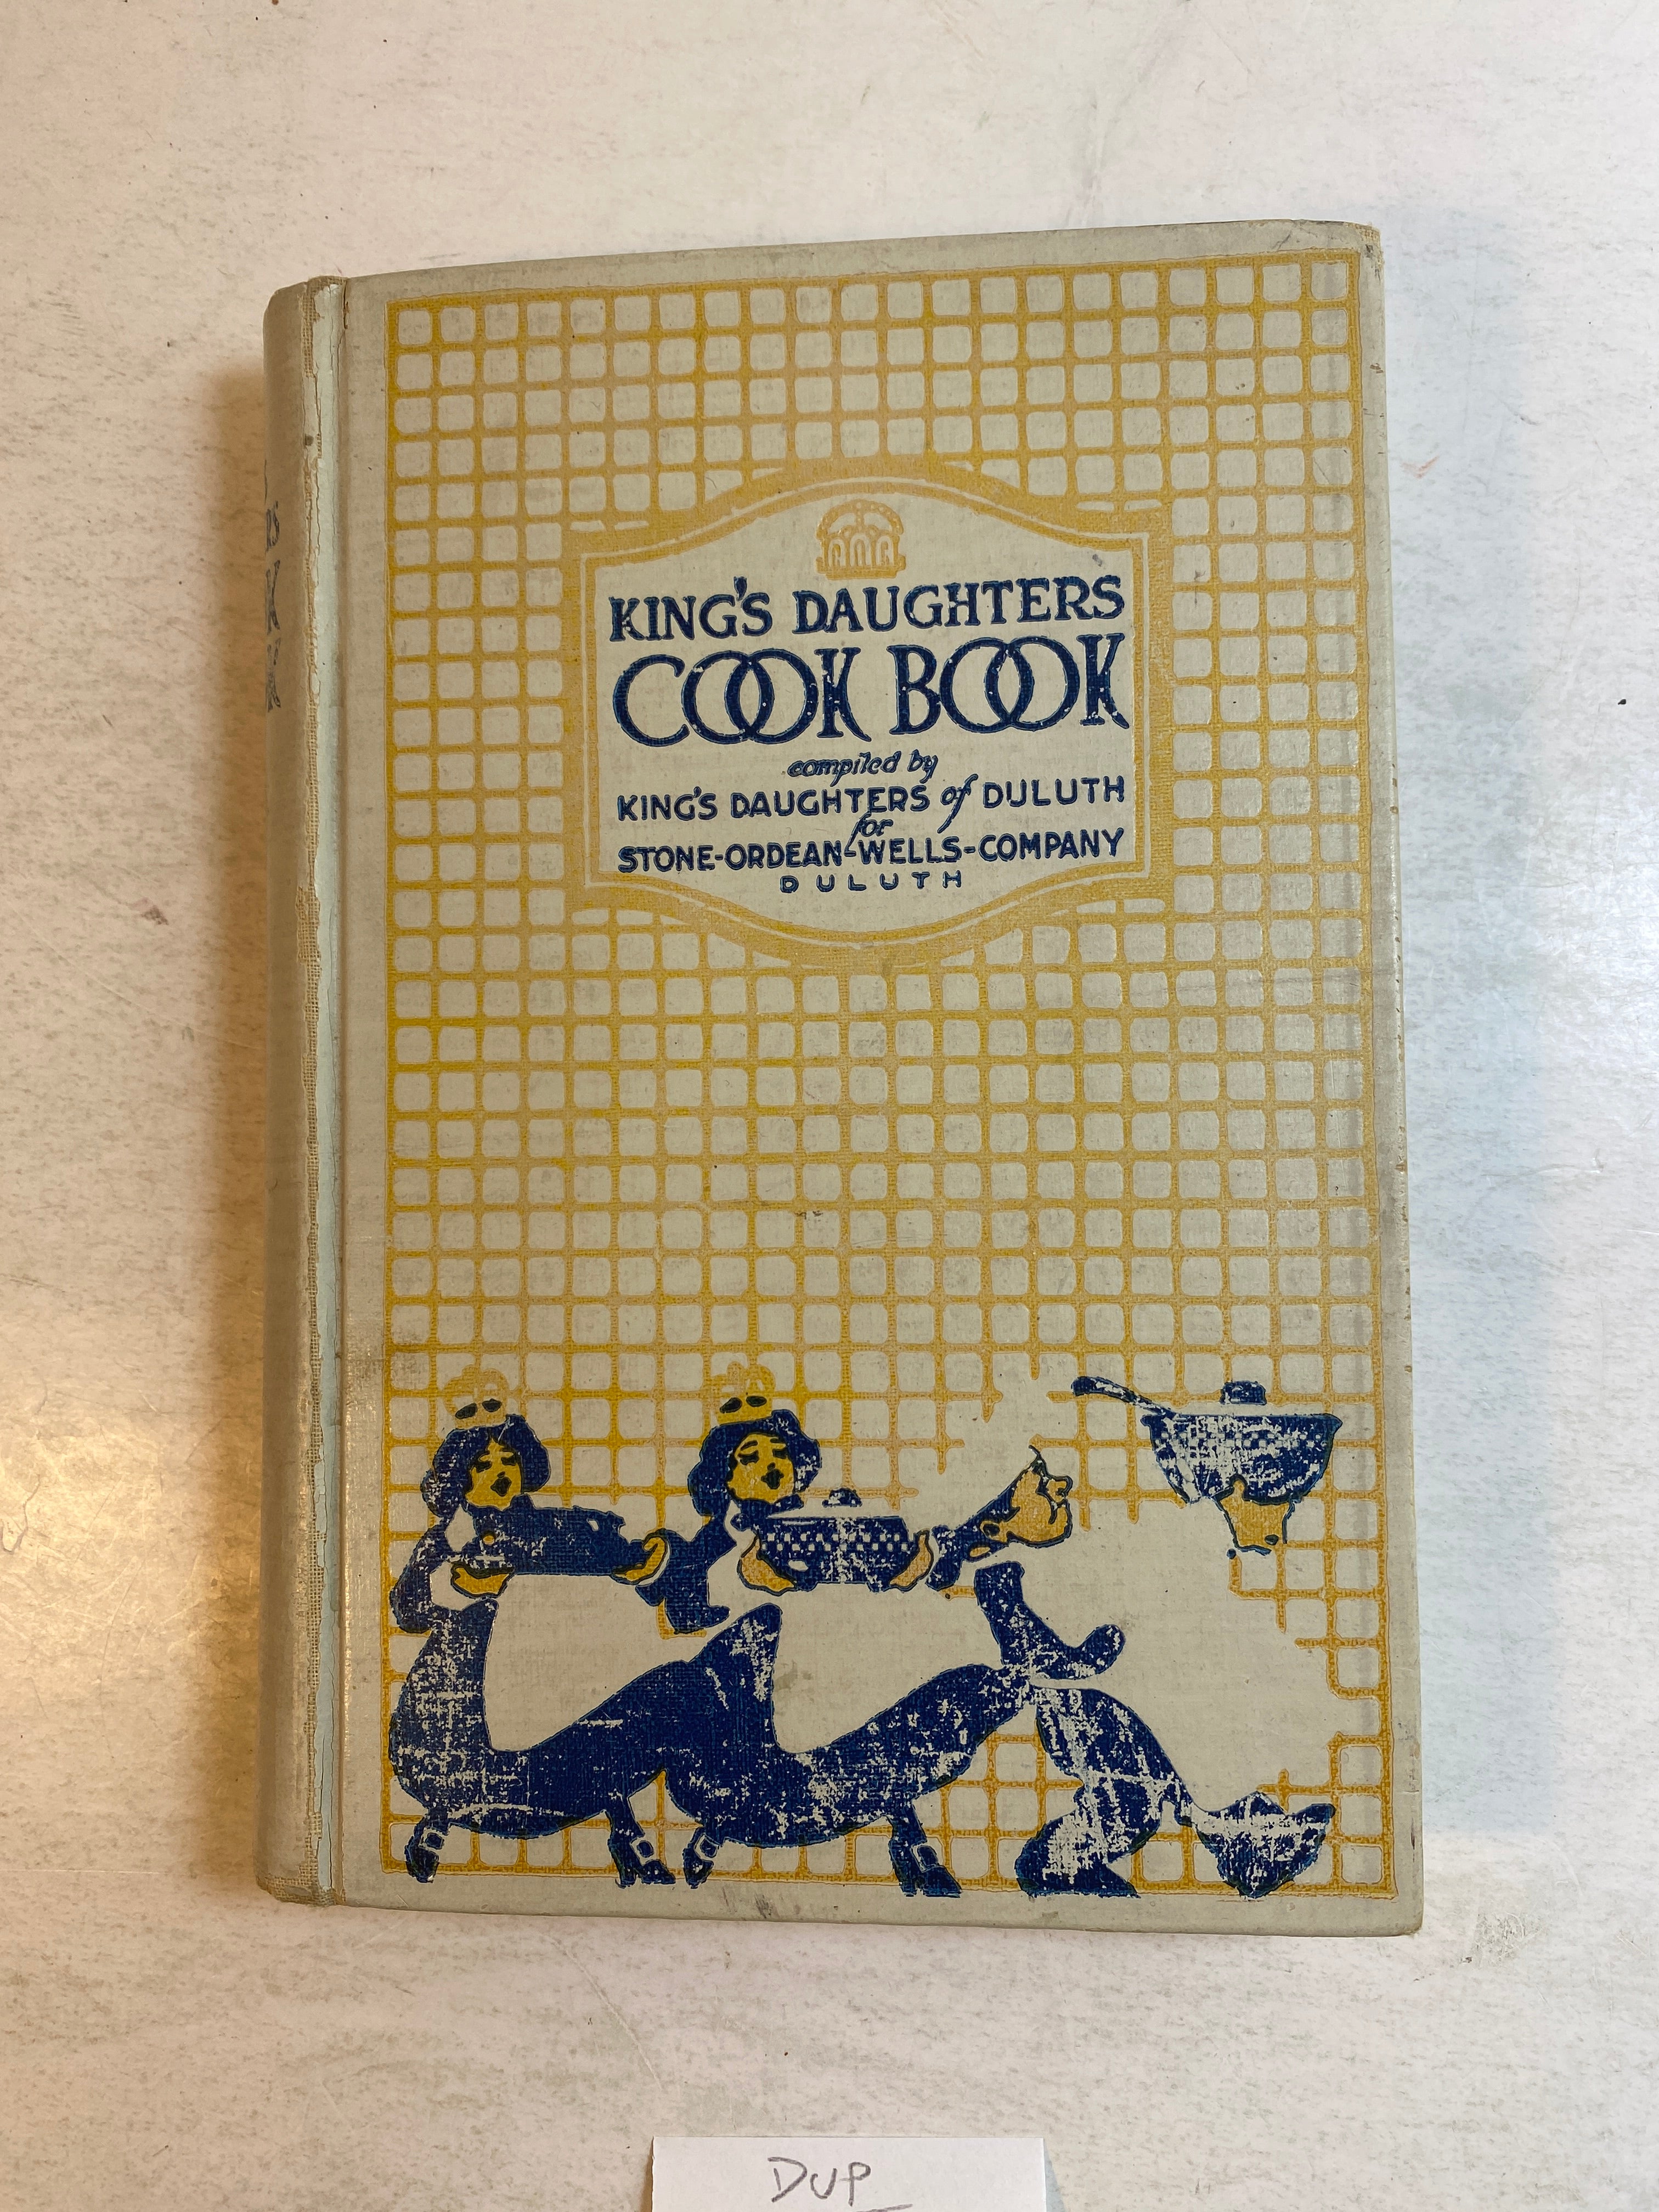 KING'S DAUGHTERS
COOK BOOK
compiled by
KING'S DAUGHTERS of DULUTH
for
STONE-ORDEAN-WELLS-COMPANY
DULUTH
DUP